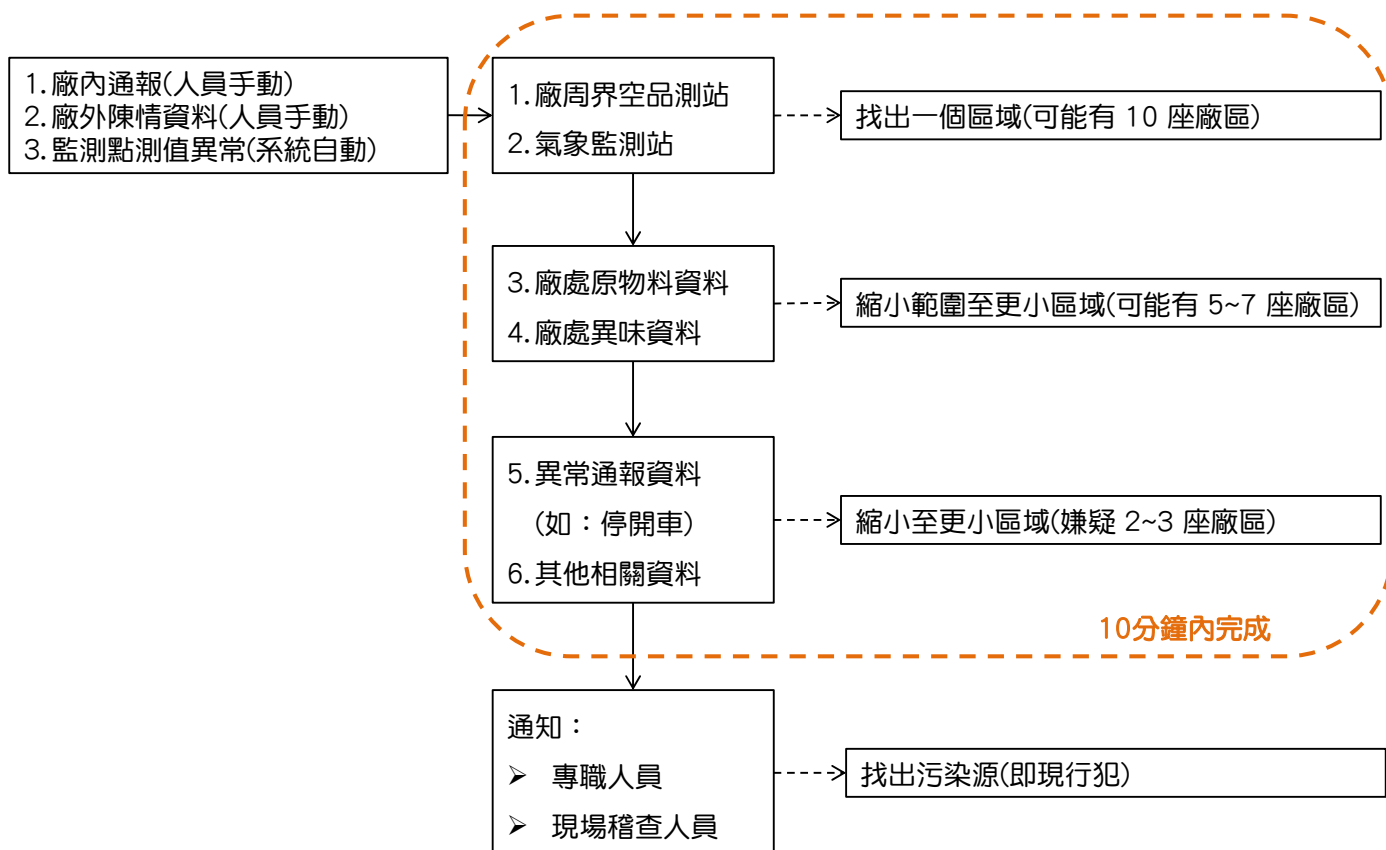 1.廠內通報(人員手動)
2.廠外陳情資料(人員手動)
3.監測點測值異常(系統自動)
1.廠周界空品測站
2.氣象監測站
找出一個區域(可能有 10 座廠區)
3.廠處原物料資料
4.廠處異味資料
縮小範圍至更小區域(可能有 5~7 座廠區)
5.異常通報資料
(如：停開車)
6.其他相關資料
縮小至更小區域(嫌疑 2~3 座廠區)
10分鐘內完成
通知：
➢ 專職人員
➢ 現場稽查人員
找出污染源(即現行犯)